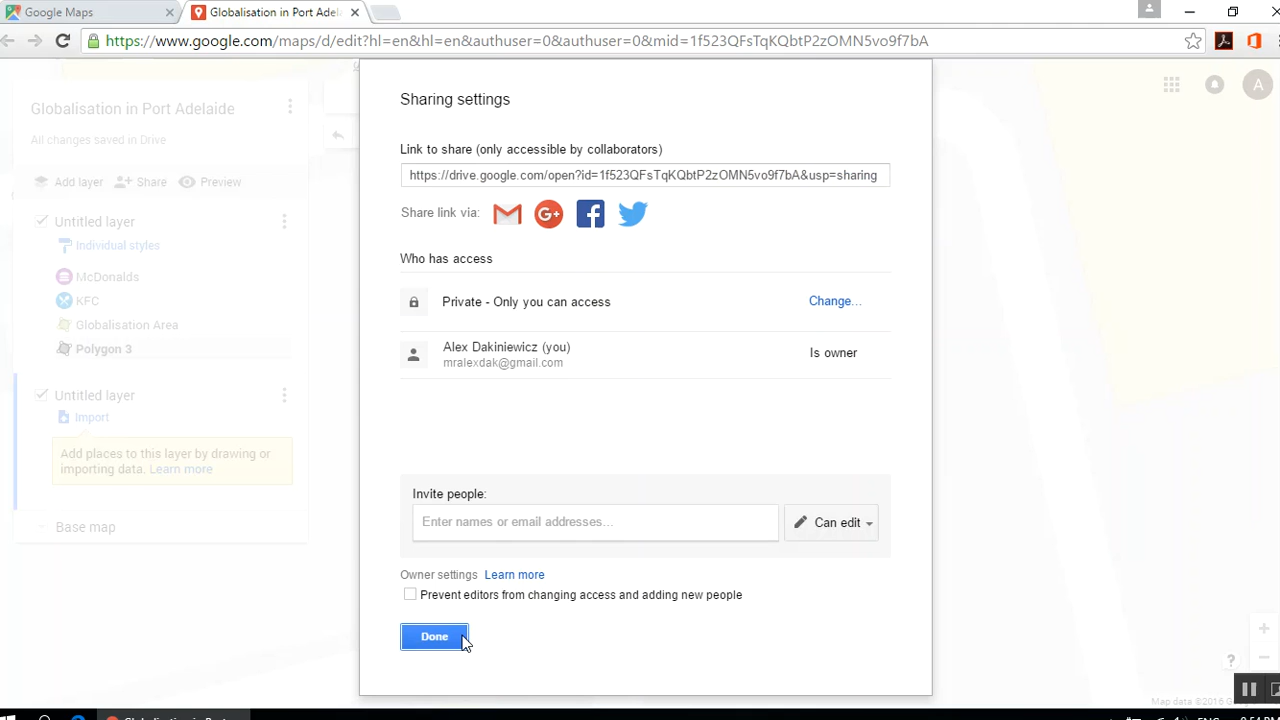 Google Maps
Globalisation in Port Adel
https://www.google.com/maps/d/edit?hl=en&hl=en&authuser=0&authuser=0&mid=1f523QFsTqKQbtP2zOMN5vo9f7bA
Globalisation in Port Adelaide
All changes saved in Drive
Add layer
Share
Preview
Untitled layer
Individual styles
McDonalds
KFC
Globalisation Area
Polygon 3
Untitled layer
Import
Add places to this layer by drawing or
importing data. Learn more
Base map
Sharing settings
Link to share (only accessible by collaborators)
https://drive.google.com/open?id=1f523QFsTqKQbtP2zOMN5vo9f7bA&usp=sharing
Share link via:
Who has access
Private - Only you can access
Change...
Alex Dakiniewicz (you)
mralexdak@gmail.com
Is owner
Invite people:
Enter names or email addresses...
Can edit
Owner settings Learn more
Prevent editors from changing access and adding new people
Done
A
?
Map data ©2016